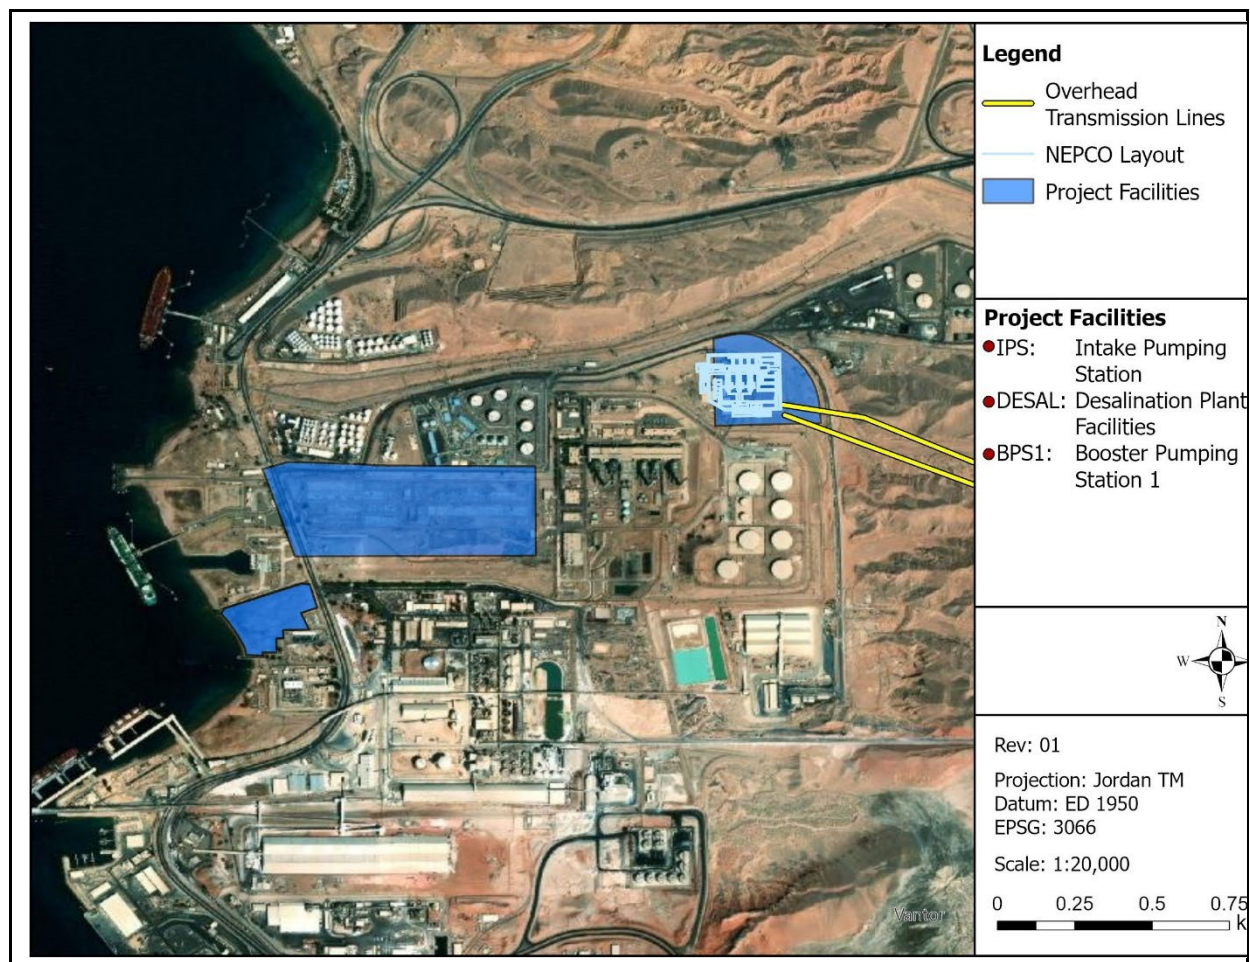 Legend
Overhead
Transmission Lines
NEPCO Layout
Project Facilities
Project Facilities
IPS: Intake Pumping
Station
DESAL: Desalination Plant
Facilities
BPS1: Booster Pumping
Station 1
N
W
S
Rev: 01
Projection: Jordan TM
Datum: ED 1950
EPSG: 3066
Scale: 1:20,000
0 0.25 0.5 0.75
k
Vantor